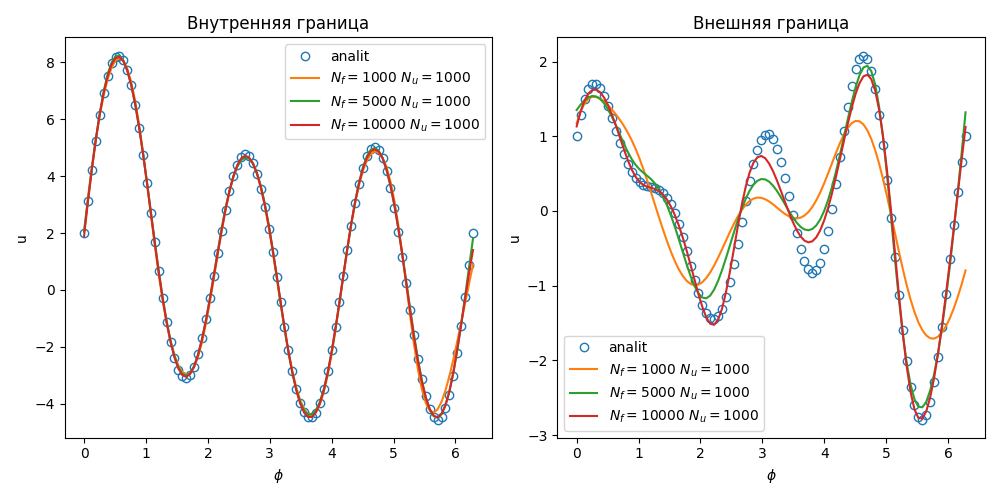 Внутренняя граница
u
8
6
4
2
0
−2
−4
0 1 2 3 4 5 6
ϕ
analit
N_f = 1000 N_u = 1000
N_f = 5000 N_u = 1000
N_f = 10000 N_u = 1000
Внешняя граница
u
2
1
0
−1
−2
−3
0 1 2 3 4 5 6
ϕ
analit
N_f = 1000 N_u = 1000
N_f = 5000 N_u = 1000
N_f = 10000 N_u = 1000